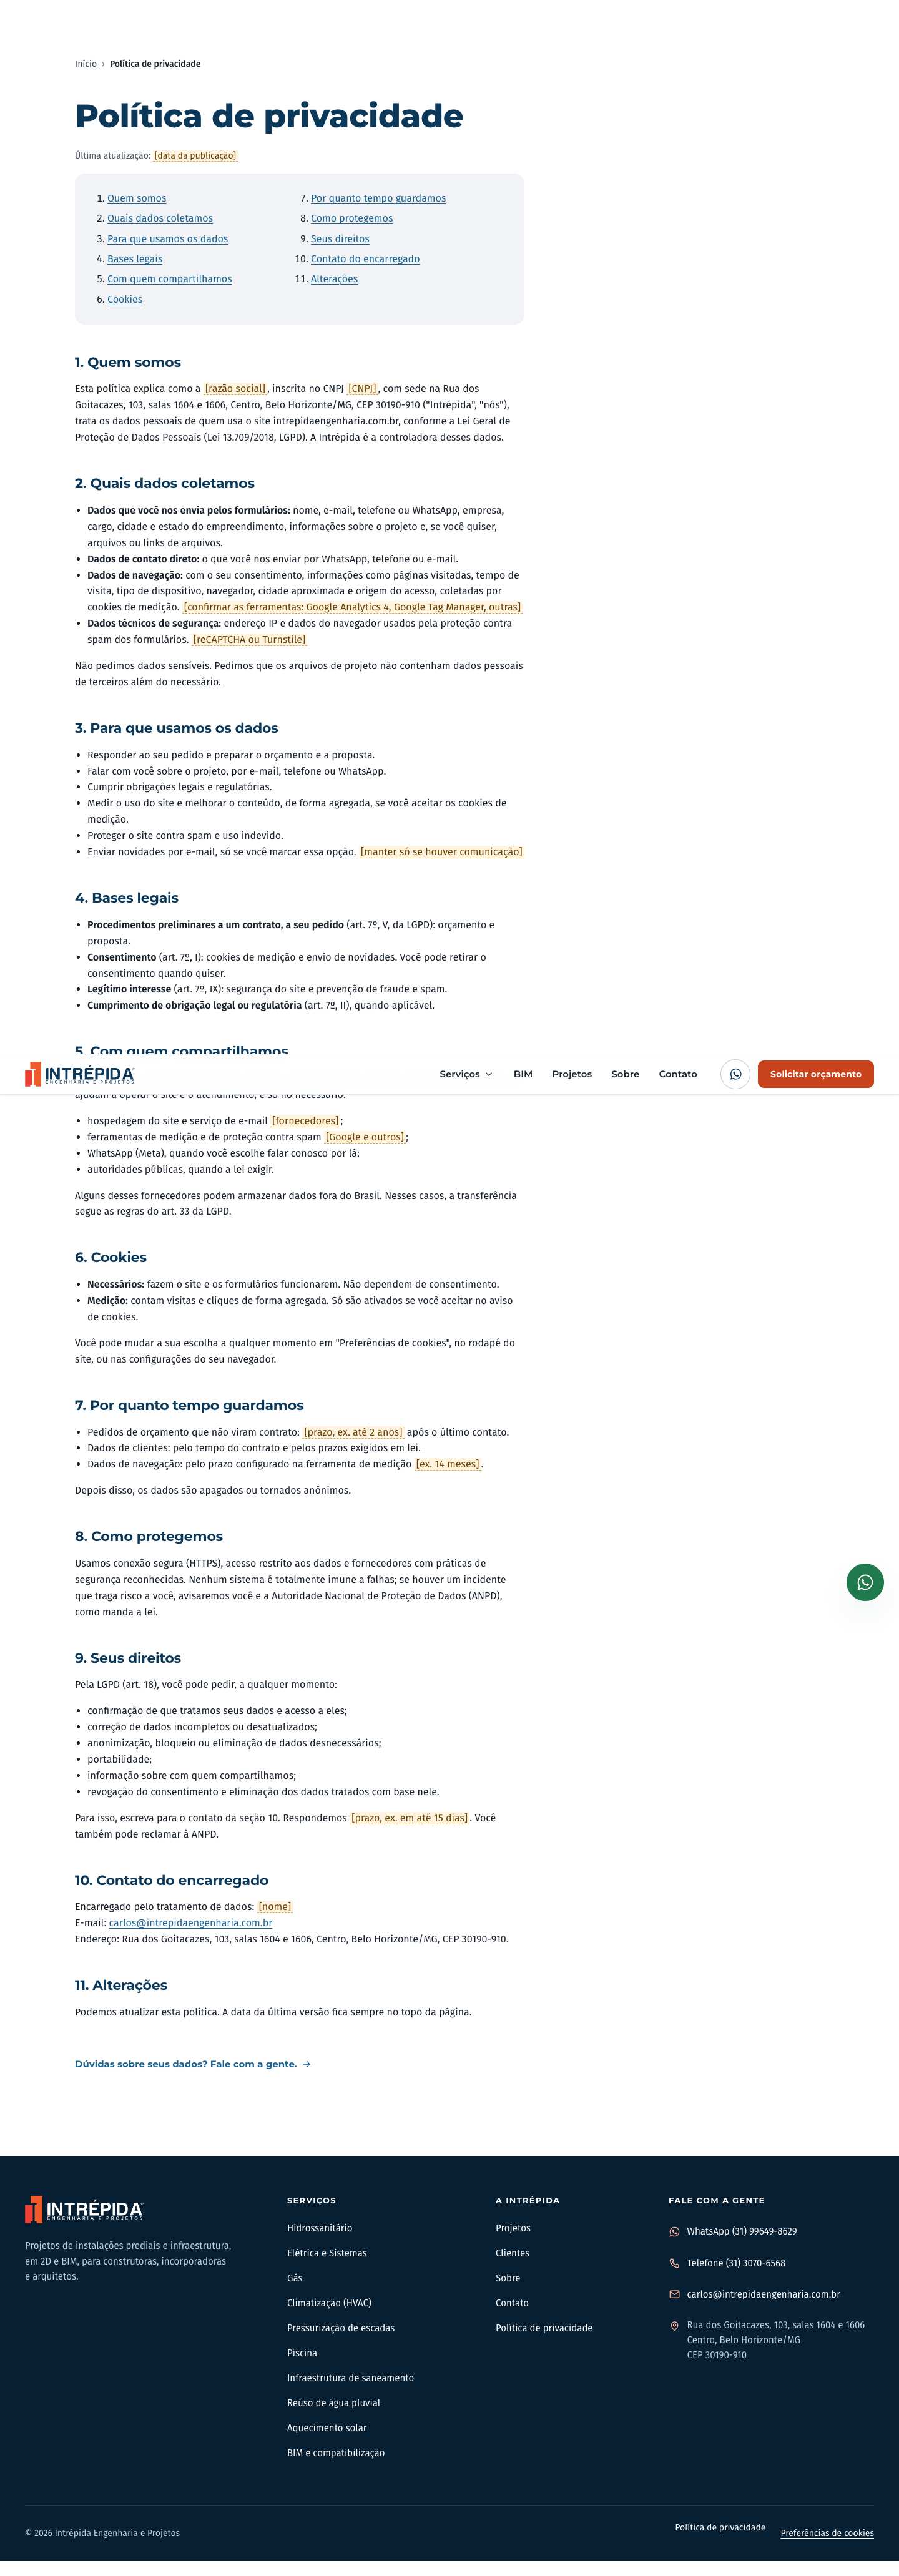 Início › Política de privacidade
Política de privacidade
Última atualização: [data da publicação]
1. Quem somos
2. Quais dados coletamos
3. Para que usamos os dados
4. Bases legais
5. Com quem compartilhamos
6. Cookies
7. Por quanto tempo guardamos
8. Como protegemos
9. Seus direitos
10. Contato do encarregado
11. Alterações
1. Quem somos
Esta política explica como a [razão social], inscrita no CNPJ [CNPJ], com sede na Rua dos
Goitacazes, 103, salas 1604 e 1606, Centro, Belo Horizonte/MG, CEP 30190-910 ("Intrépida", "nós"),
trata os dados pessoais de quem usa o site intrepidaengenharia.com.br, conforme a Lei Geral de
Proteção de Dados Pessoais (Lei 13.709/2018, LGPD). A Intrépida é a controladora desses dados.
2. Quais dados coletamos
• Dados que você nos envia pelos formulários: nome, e-mail, telefone ou WhatsApp, empresa,
cargo, cidade e estado do empreendimento, informações sobre o projeto e, se você quiser,
arquivos ou links de arquivos.
• Dados de contato direto: o que você nos enviar por WhatsApp, telefone ou e-mail.
• Dados de navegação: com o seu consentimento, informações como páginas visitadas, tempo de
visita, tipo de dispositivo, navegador, cidade aproximada e origem do acesso, coletadas por
cookies de medição. [confirmar as ferramentas: Google Analytics 4, Google Tag Manager, outras]
• Dados técnicos de segurança: endereço IP e dados do navegador usados pela proteção contra
spam dos formulários. [reCAPTCHA ou Turnstile]
Não pedimos dados sensíveis. Pedimos que os arquivos de projeto não contenham dados pessoais
de terceiros além do necessário.
3. Para que usamos os dados
• Responder ao seu pedido e preparar o orçamento e a proposta.
• Falar com você sobre o projeto, por e-mail, telefone ou WhatsApp.
• Cumprir obrigações legais e regulatórias.
• Medir o uso do site e melhorar o conteúdo, de forma agregada, se você aceitar os cookies de
medição.
• Proteger o site contra spam e uso indevido.
• Enviar novidades por e-mail, só se você marcar essa opção. [manter só se houver comunicação]
4. Bases legais
• Procedimentos preliminares a um contrato, a seu pedido (art. 7º, V, da LGPD): orçamento e
proposta.
• Consentimento (art. 7º, I): cookies de medição e envio de novidades. Você pode retirar o
consentimento quando quiser.
• Legítimo interesse (art. 7º, IX): segurança do site e prevenção de fraude e spam.
• Cumprimento de obrigação legal ou regulatória (art. 7º, II), quando aplicável.
5. Com quem compartilhamos
INTRÉPIDA
ENGENHARIA E PROJETOS
Serviços
BIM
Projetos
Sobre
Contato
Solicitar orçamento
ajudam a operar o site e o atendimento, e só no necessário:
• hospedagem do site e serviço de e-mail [fornecedores];
• ferramentas de medição e de proteção contra spam [Google e outros];
• WhatsApp (Meta), quando você escolhe falar conosco por lá;
• autoridades públicas, quando a lei exigir.
Alguns desses fornecedores podem armazenar dados fora do Brasil. Nesses casos, a transferência
segue as regras do art. 33 da LGPD.
6. Cookies
• Necessários: fazem o site e os formulários funcionarem. Não dependem de consentimento.
• Medição: contam visitas e cliques de forma agregada. Só são ativados se você aceitar no aviso
de cookies.
Você pode mudar a sua escolha a qualquer momento em "Preferências de cookies", no rodapé do
site, ou nas configurações do seu navegador.
7. Por quanto tempo guardamos
• Pedidos de orçamento que não viram contrato: [prazo, ex. até 2 anos] após o último contato.
• Dados de clientes: pelo tempo do contrato e pelos prazos exigidos em lei.
• Dados de navegação: pelo prazo configurado na ferramenta de medição [ex. 14 meses].
Depois disso, os dados são apagados ou tornados anônimos.
8. Como protegemos
Usamos conexão segura (HTTPS), acesso restrito aos dados e fornecedores com práticas de
segurança reconhecidas. Nenhum sistema é totalmente imune a falhas; se houver um incidente
que traga risco a você, avisaremos você e a Autoridade Nacional de Proteção de Dados (ANPD),
como manda a lei.
9. Seus direitos
Pela LGPD (art. 18), você pode pedir, a qualquer momento:
• confirmação de que tratamos seus dados e acesso a eles;
• correção de dados incompletos ou desatualizados;
• anonimização, bloqueio ou eliminação de dados desnecessários;
• portabilidade;
• informação sobre com quem compartilhamos;
• revogação do consentimento e eliminação dos dados tratados com base nele.
Para isso, escreva para o contato da seção 10. Respondemos [prazo, ex. em até 15 dias]. Você
também pode reclamar à ANPD.
10. Contato do encarregado
Encarregado pelo tratamento de dados: [nome]
E-mail: carlos@intrepidaengenharia.com.br
Endereço: Rua dos Goitacazes, 103, salas 1604 e 1606, Centro, Belo Horizonte/MG, CEP 30190-910.
11. Alterações
Podemos atualizar esta política. A data da última versão fica sempre no topo da página.
Dúvidas sobre seus dados? Fale com a gente. →
INTRÉPIDA
ENGENHARIA E PROJETOS
Projetos de instalações prediais e infraestrutura,
em 2D e BIM, para construtoras, incorporadoras
e arquitetos.
SERVIÇOS
Hidrossanitário
Elétrica e Sistemas
Gás
Climatização (HVAC)
Pressurização de escadas
Piscina
Infraestrutura de saneamento
Reúso de água pluvial
Aquecimento solar
BIM e compatibilização
A INTRÉPIDA
Projetos
Clientes
Sobre
Contato
Política de privacidade
FALE COM A GENTE
WhatsApp (31) 99649-8629
Telefone (31) 3070-6568
carlos@intrepidaengenharia.com.br
Rua dos Goitacazes, 103, salas 1604 e 1606
Centro, Belo Horizonte/MG
CEP 30190-910
© 2026 Intrépida Engenharia e Projetos
Política de privacidade
Preferências de cookies